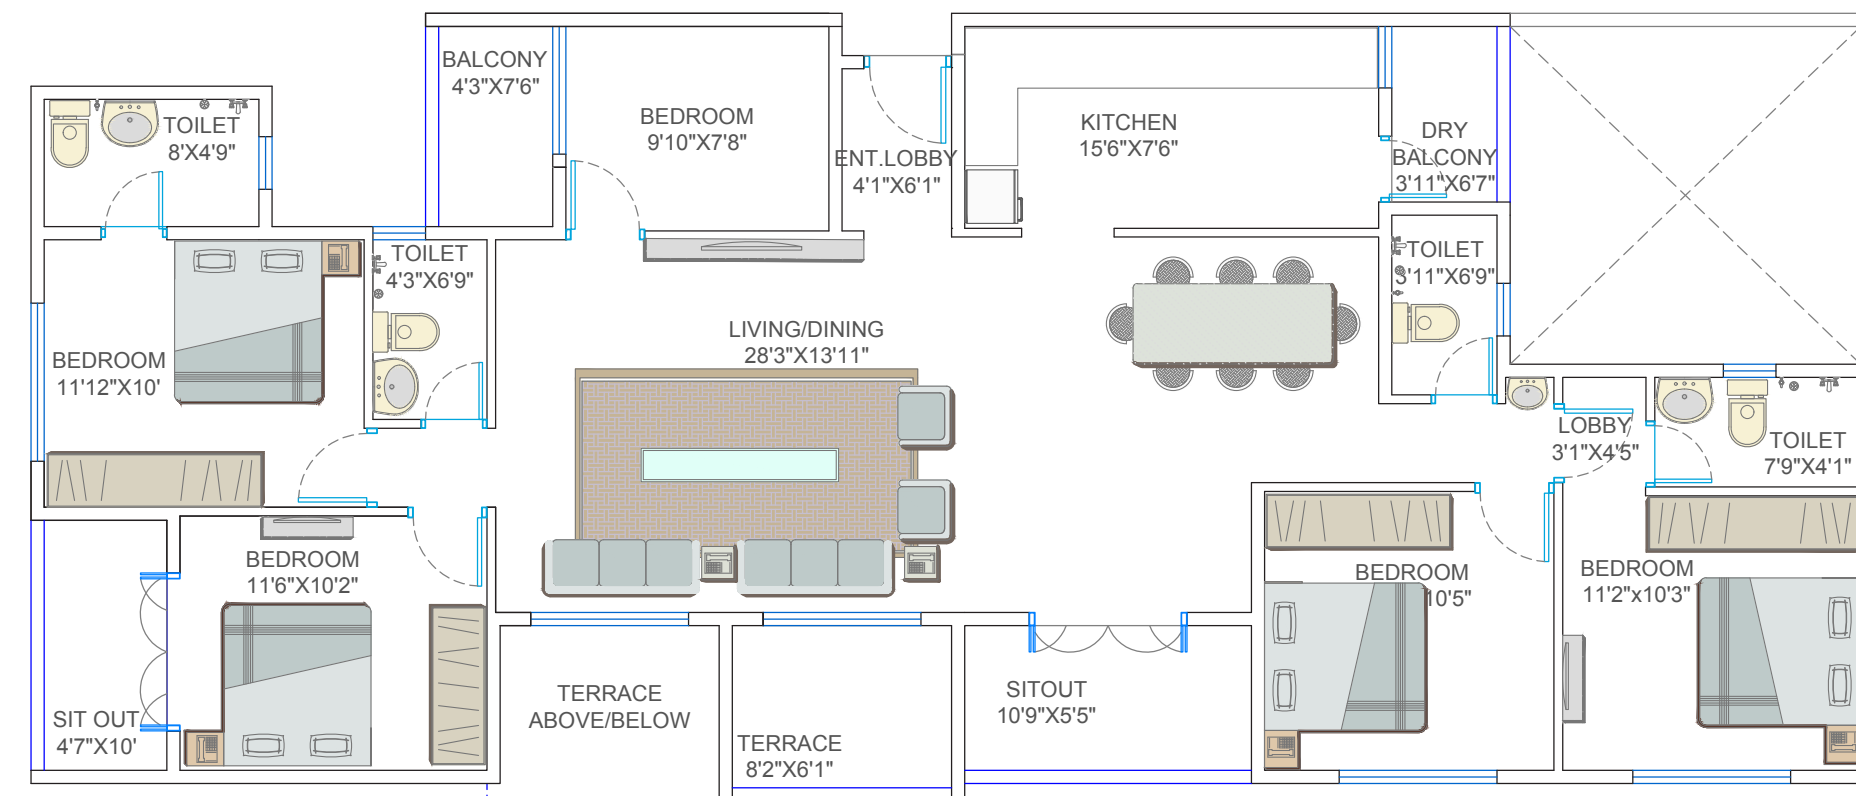 BALCONY
4'3"X7'6"
BEDROOM
9'10"X7'8"
ENT.LOBBY
4'1"X6'1"
KITCHEN
15'6"X7'6"
DRY
BALCONY
3'11"X6'7"
TOILET
8'X4'9"
TOILET
4'3"X6'9"
TOILET
3'11"X6'9"
BEDROOM
11'12"X10'
LIVING/DINING
28'3"X13'11"
LOBBY
3'1"X4'5"
TOILET
7'9"X4'1"
BEDROOM
11'6"X10'2"
BEDROOM
10'5"
BEDROOM
11'2"x10'3"
SIT OUT
4'7"X10'
TERRACE
ABOVE/BELOW
TERRACE
8'2"X6'1"
SITOUT
10'9"X5'5"